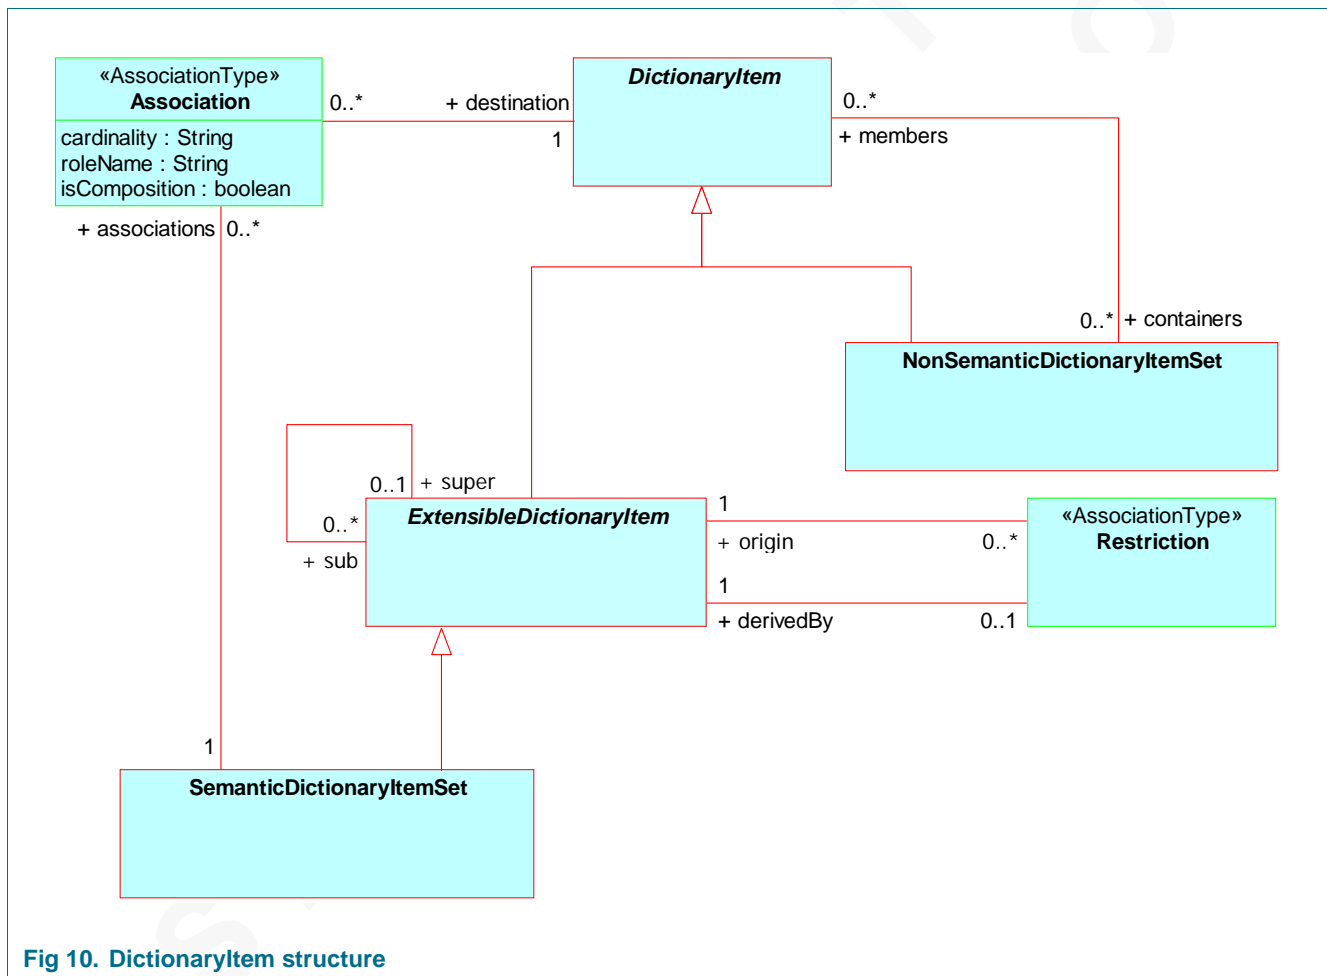 «AssociationType»
Association
cardinality : String
roleName : String
isComposition : boolean
0..*
+ destination
1
DictionaryItem
0..*
+ members
+ associations
0..*
0..*
+ containers
NonSemanticDictionaryItemSet
0..1
+ super
0..*
+ sub
ExtensibleDictionaryItem
1
+ origin
0..*
1
+ derivedBy
0..1
«AssociationType»
Restriction
1
SemanticDictionaryItemSet
Fig 10. DictionaryItem structure